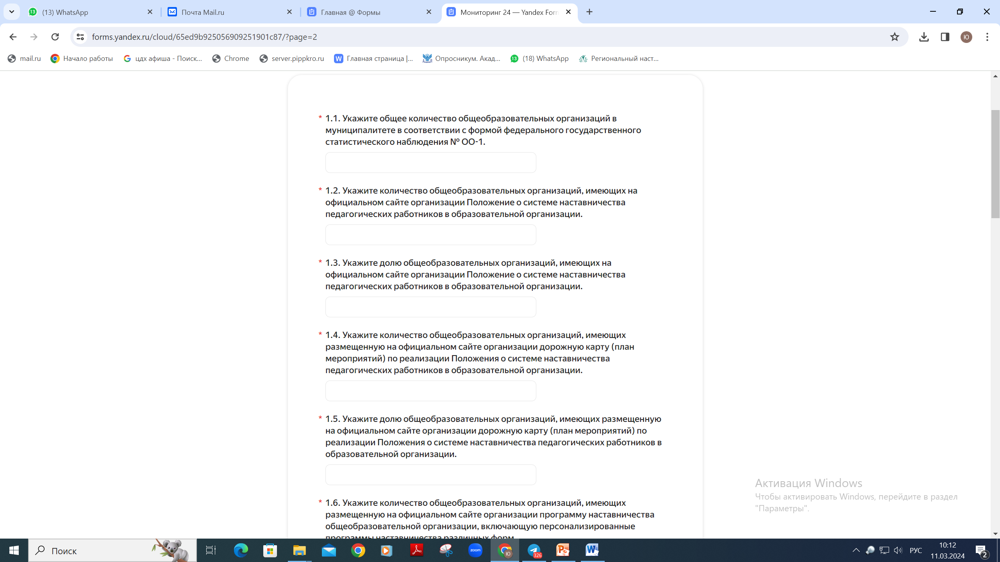 (13) WhatsApp
Почта Mail.ru
Главная @ Формы
Мониторинг 24 — Yandex Forn
forms.yandex.ru/cloud/65ed9b925056909251901c87/?page=2
Ю
mail.ru
Начало работы
цдх афиша - Поиск...
Chrome
server.pippkro.ru
Главная страница |...
Опросникум. Акад...
(18) WhatsApp
Региональный наст...
* 1.1. Укажите общее количество общеобразовательных организаций в
муниципалитете в соответствии с формой федерального государственного
статистического наблюдения № ОО-1.
* 1.2. Укажите количество общеобразовательных организаций, имеющих на
официальном сайте организации Положение о системе наставничества
педагогических работников в образовательной организации.
* 1.3. Укажите долю общеобразовательных организаций, имеющих на
официальном сайте организации Положение о системе наставничества
педагогических работников в образовательной организации.
* 1.4. Укажите количество общеобразовательных организаций, имеющих
размещенную на официальном сайте организации дорожную карту (план
мероприятий) по реализации Положения о системе наставничества
педагогических работников в образовательной организации.
* 1.5. Укажите долю общеобразовательных организаций, имеющих размещенную
на официальном сайте организации дорожную карту (план мероприятий) по
реализации Положения о системе наставничества педагогических работников в
образовательной организации.
* 1.6. Укажите количество общеобразовательных организаций, имеющих
размещенную на официальном сайте организации программу наставничества
общеобразовательной организации, включающую персонализированные
программы наставничества различных форм
Активация Windows
Чтобы активировать Windows, перейдите в раздел
"Параметры".
Поиск
zoom
326
РУС
10:12
11.03.2024
2